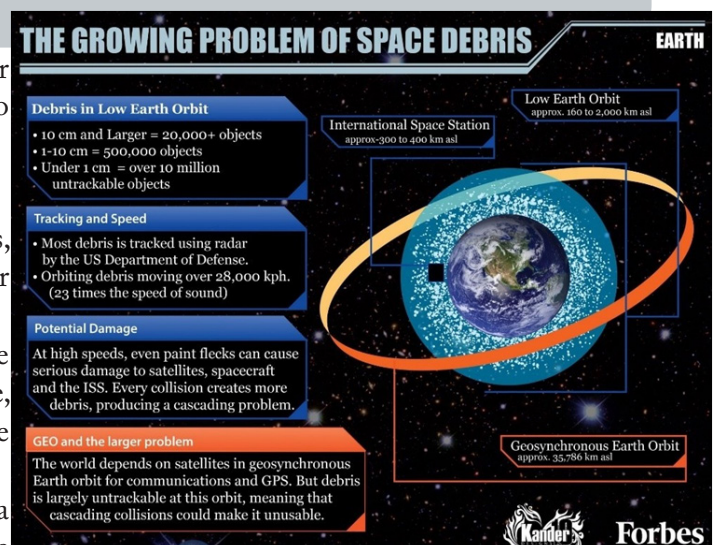 THE GROWING PROBLEM OF SPACE DEBRIS
EARTH
Debris in Low Earth Orbit
• 10 cm and Larger = 20,000+ objects
• 1-10 cm = 500,000 objects
• Under 1 cm = over 10 million
untrackable objects
Tracking and Speed
• Most debris is tracked using radar
by the US Department of Defense.
• Orbiting debris moving over 28,000 kph.
(23 times the speed of sound)
Potential Damage
At high speeds, even paint flecks can cause
serious damage to satellites, spacecraft
and the ISS. Every collision creates more
debris, producing a cascading problem.
GEO and the larger problem
The world depends on satellites in geosynchronous
Earth orbit for communications and GPS. But debris
is largely untrackable at this orbit, meaning that
cascading collisions could make it unusable.
International Space Station
approx-300 to 400 km asl
Low Earth Orbit
approx. 160 to 2,000 km asl
Geosynchronous Earth Orbit
approx. 35,786 km asl
Kander
Forbes